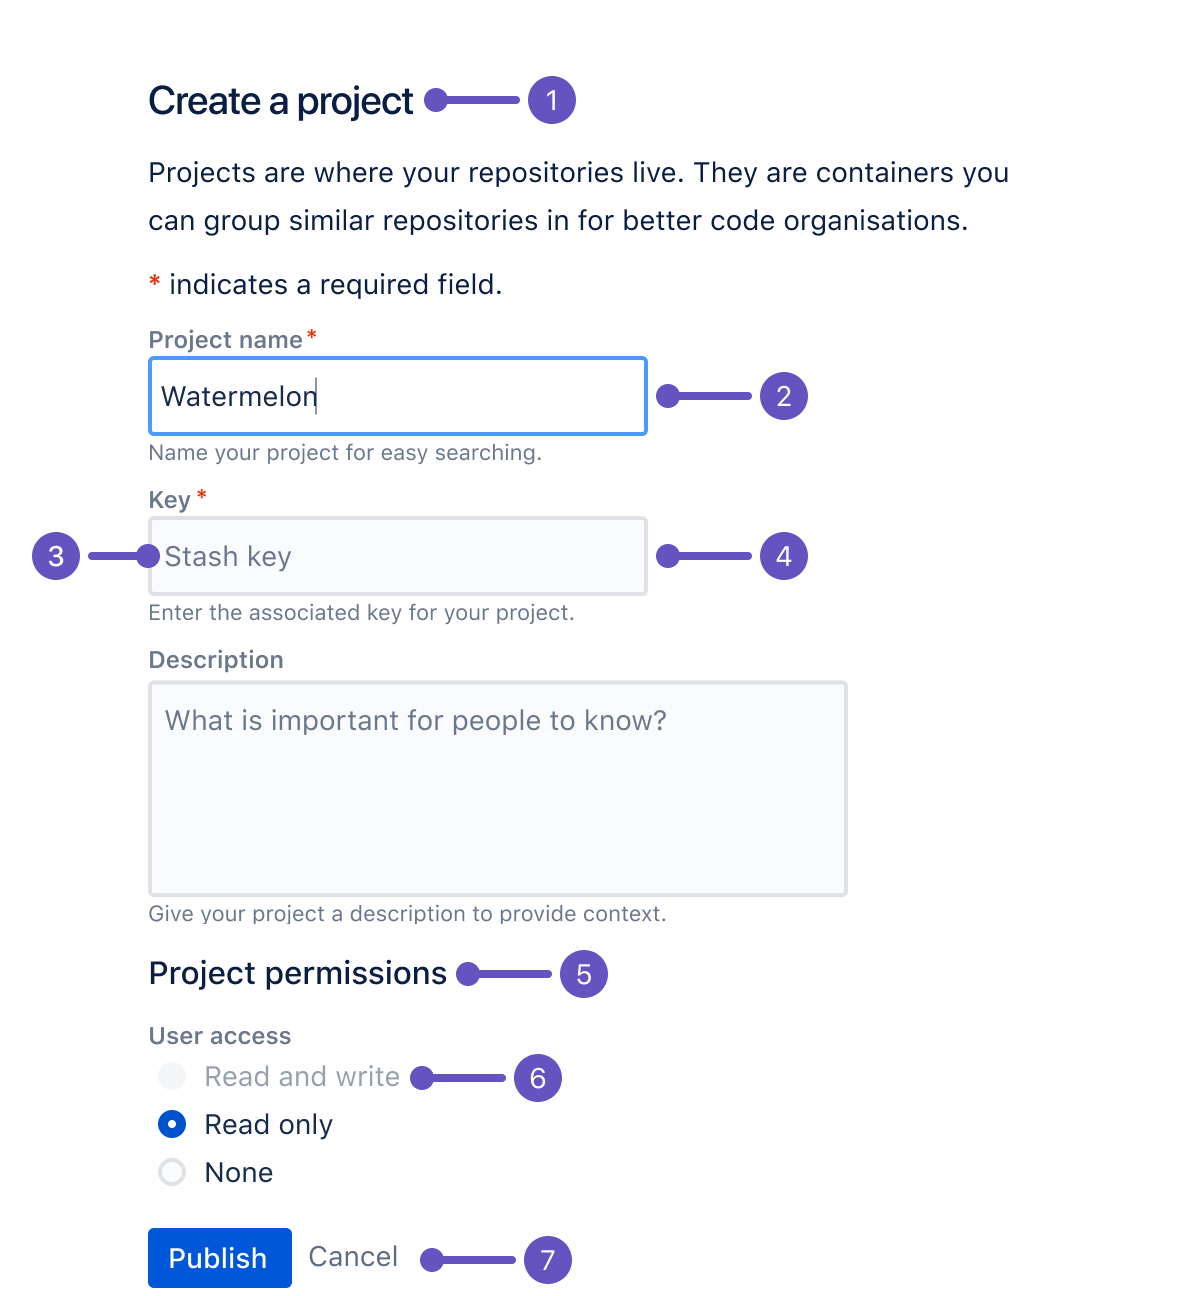 Create a project 1
Projects are where your repositories live. They are containers you
can group similar repositories in for better code organisations.
* indicates a required field.
Project name*
Watermelon 2
Name your project for easy searching.
Key *
3 Stash key 4
Enter the associated key for your project.
Description
What is important for people to know?
Give your project a description to provide context.
Project permissions 5
User access
Read and write 6
Read only
None
Publish Cancel 7